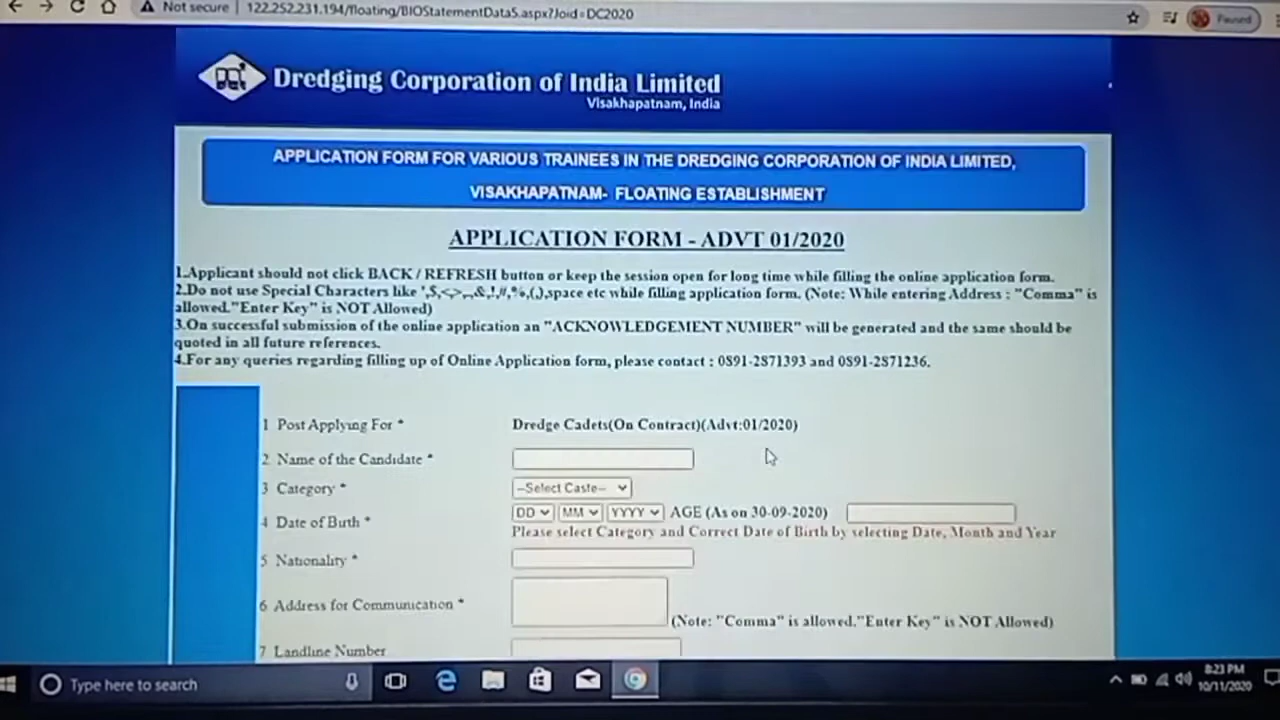 Not secure | 122.252.231.194/floating/BIOStatementDataS.aspx?Joid=DC2020
Paused
Dredging Corporation of India Limited
Visakhapatnam, India
APPLICATION FORM FOR VARIOUS TRAINEES IN THE DREDGING CORPORATION OF INDIA LIMITED,
VISAKHAPATNAM- FLOATING ESTABLISHMENT
APPLICATION FORM - ADVT 01/2020
1.Applicant should not click BACK / REFRESH button or keep the session open for long time while filling the online application form.
2.Do not use Special Characters like ',$,<,>,~,&,!,#,%,(,),space etc while filling application form. (Note: While entering Address : "Comma" is
allowed."Enter Key" is NOT Allowed)
3.On successful submission of the online application an "ACKNOWLEDGEMENT NUMBER" will be generated and the same should be
quoted in all future references.
4.For any queries regarding filling up of Online Application form, please contact : 0891-2871393 and 0891-2871236.
1 Post Applying For * Dredge Cadets(On Contract)(Advt:01/2020)
2 Name of the Candidate *
3 Category * --Select Caste--
4 Date of Birth * DD MM YYYY AGE (As on 30-09-2020)
Please select Category and Correct Date of Birth by selecting Date, Month and Year
5 Nationality *
6 Address for Communication * (Note: "Comma" is allowed."Enter Key" is NOT Allowed)
7 Landline Number
Type here to search
8:23 PM
10/11/2020